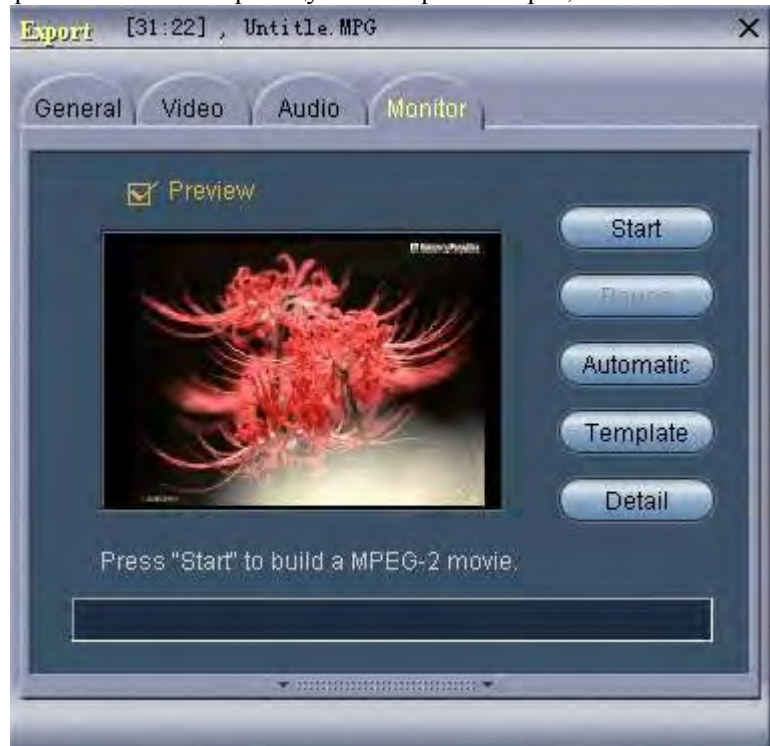 Export [31:22] , Untitle.MPG
General Video Audio Monitor
Preview
Start
Pause
Automatic
Template
Detail
Press "Start" to build a MPEG-2 movie.